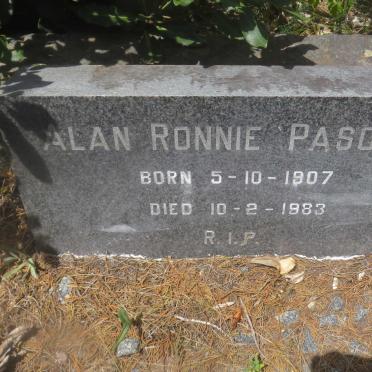 ALAN RONNIE PASC
BORN 5-10-1907
DIED 10-2-1983
R.I.P.